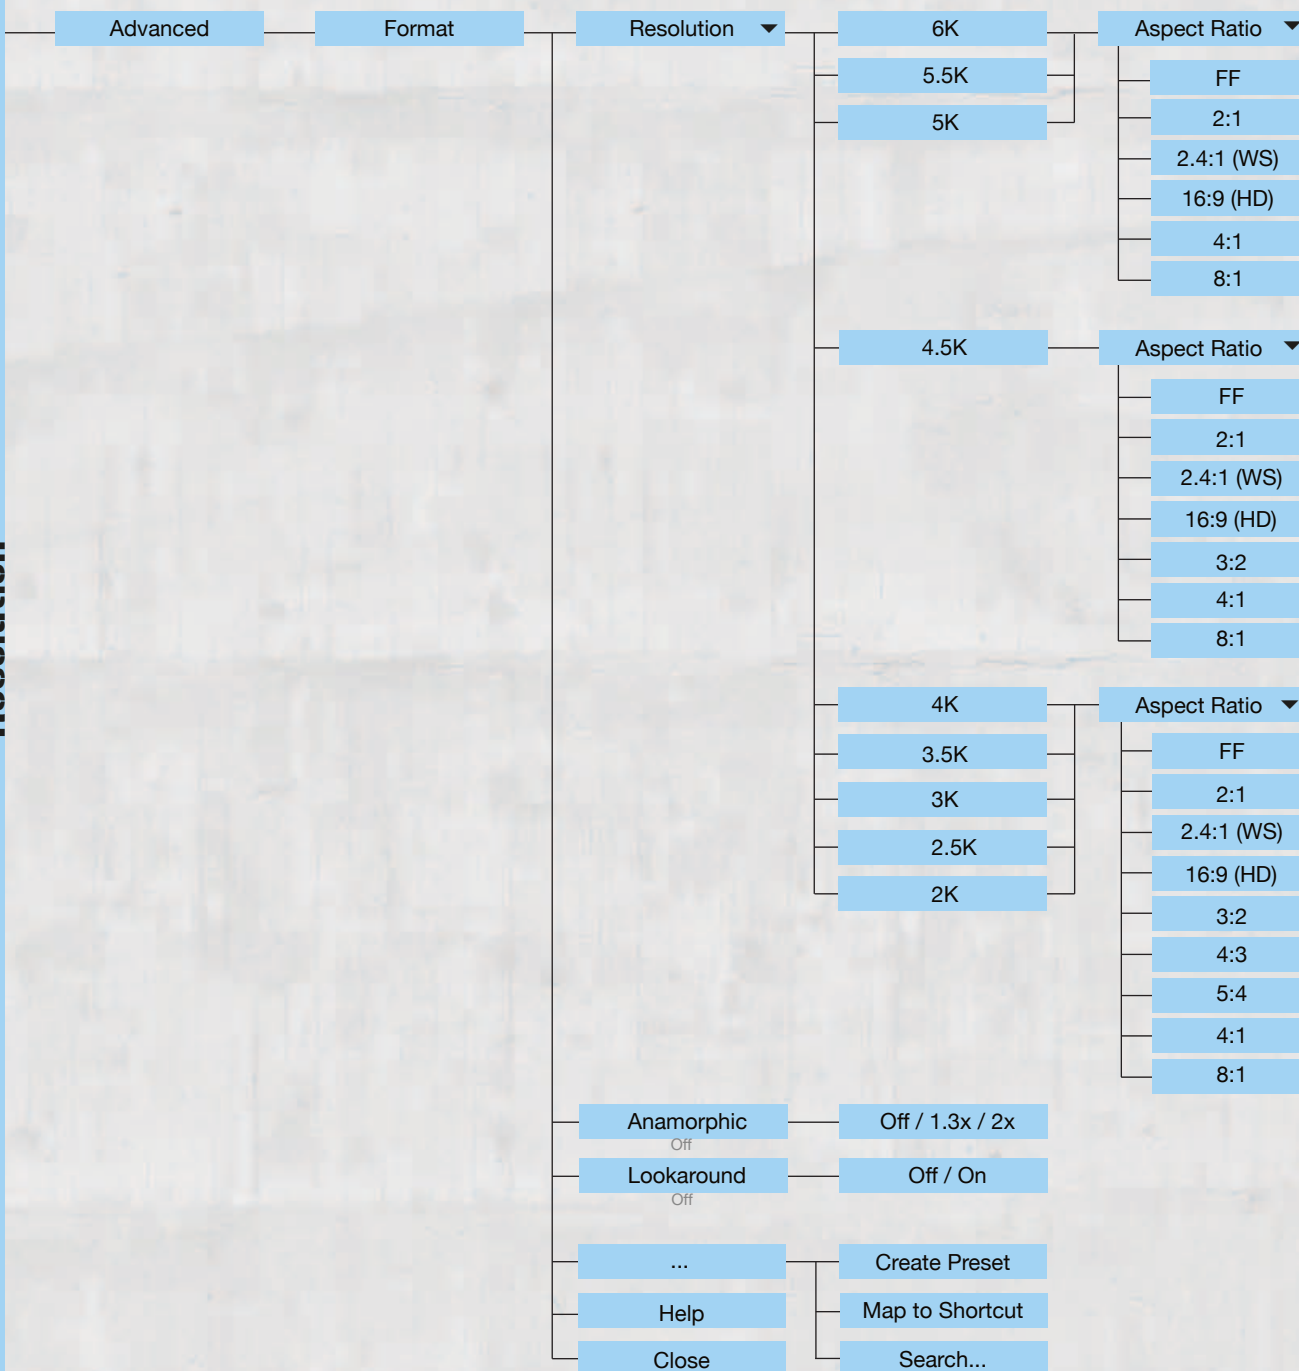 Advanced
Format
Resolution
6K
Aspect Ratio
5.5K
5K
FF
2:1
2.4:1 (WS)
16:9 (HD)
4:1
8:1
4.5K
Aspect Ratio
FF
2:1
2.4:1 (WS)
16:9 (HD)
3:2
4:1
8:1
4K
Aspect Ratio
3.5K
3K
2.5K
2K
FF
2:1
2.4:1 (WS)
16:9 (HD)
3:2
4:3
5:4
4:1
8:1
Anamorphic
Off
Off / 1.3x / 2x
Lookaround
Off
Off / On
...
Create Preset
Help
Map to Shortcut
Close
Search...